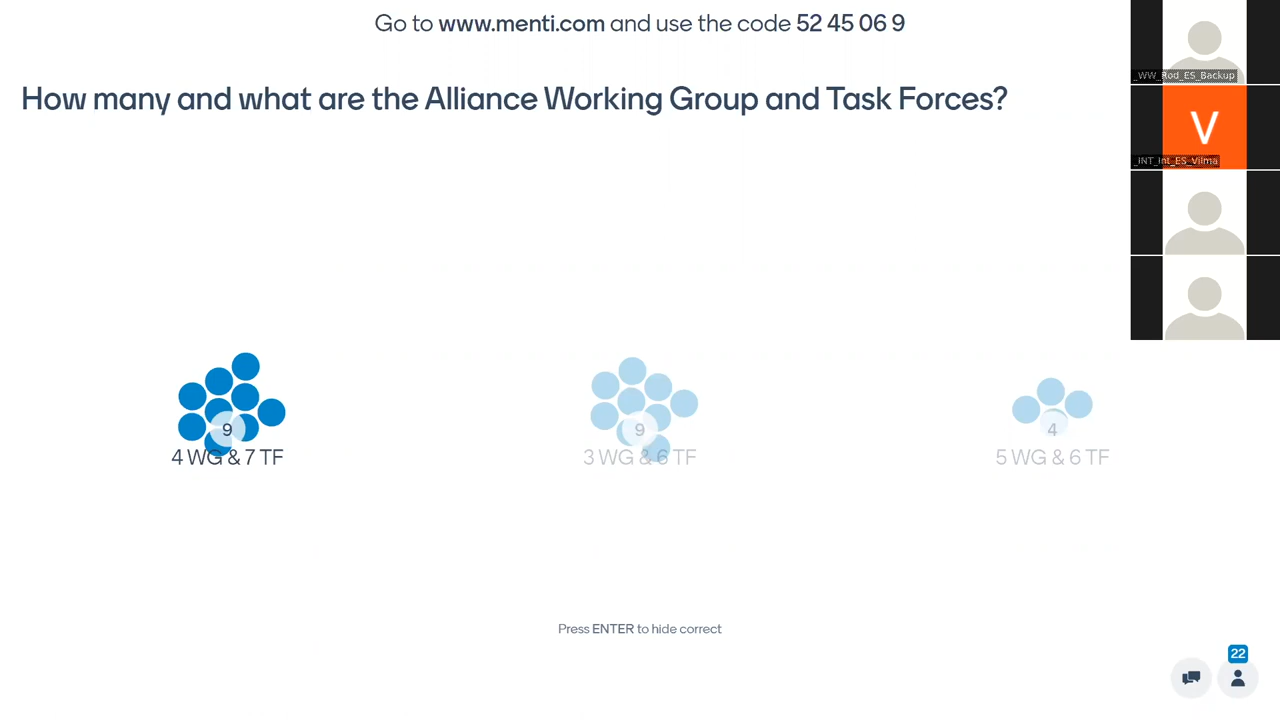 Go to www.menti.com and use the code 52 45 06 9
How many and what are the Alliance Working Group and Task Forces?
_WW_Rod_ES_Backup
V
_INT_Int_ES_Vilma
9
9
4
4 WG & 7 TF
3 WG & 6 TF
5 WG & 6 TF
Press ENTER to hide correct
22